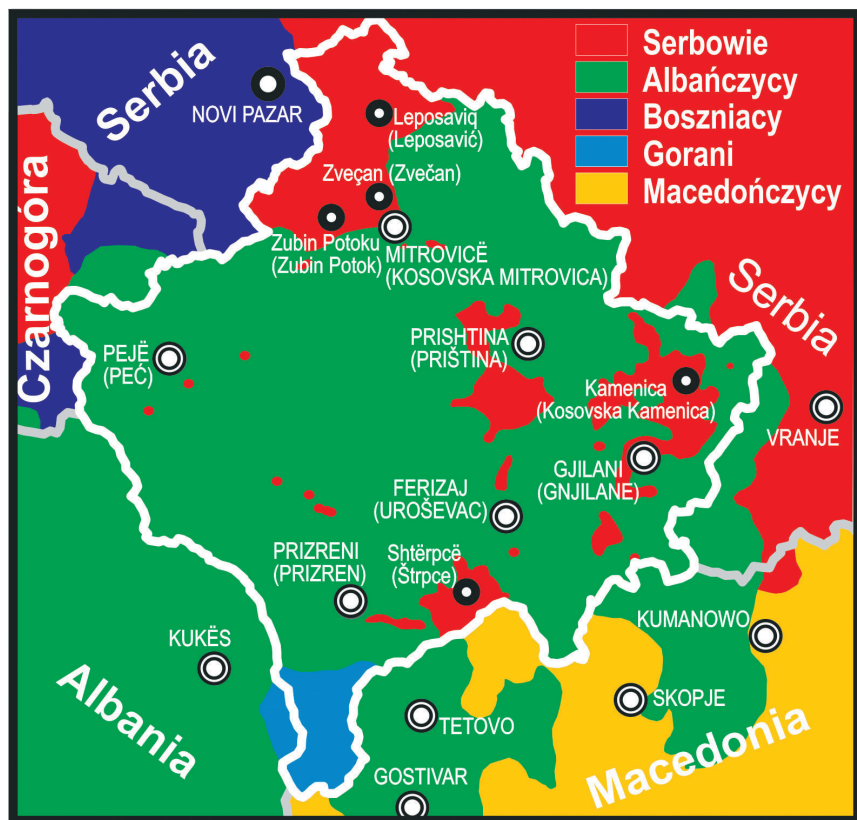 Serbowie
Albańczycy
Boszniacy
Gorani
Macedończycy
Serbia
NOVI PAZAR
Leposaviq
(Leposavić)
Zveçan (Zvečan)
Zubin Potoku
(Zubin Potok)
MITROVICË
(KOSOVSKA MITROVICA)
Czarnogóra
Serbia
PEJË
(PEĆ)
PRISHTINA
(PRIŠTINA)
Kamenica
(Kosovska Kamenica)
VRANJE
GJILANI
(GNJILANE)
FERIZAJ
(UROŠEVAC)
PRIZRENI
(PRIZREN)
Shtërpcë
(Štrpce)
KUKËS
KUMANOWO
Albania
SKOPJE
TETOVO
Macedonia
GOSTIVAR